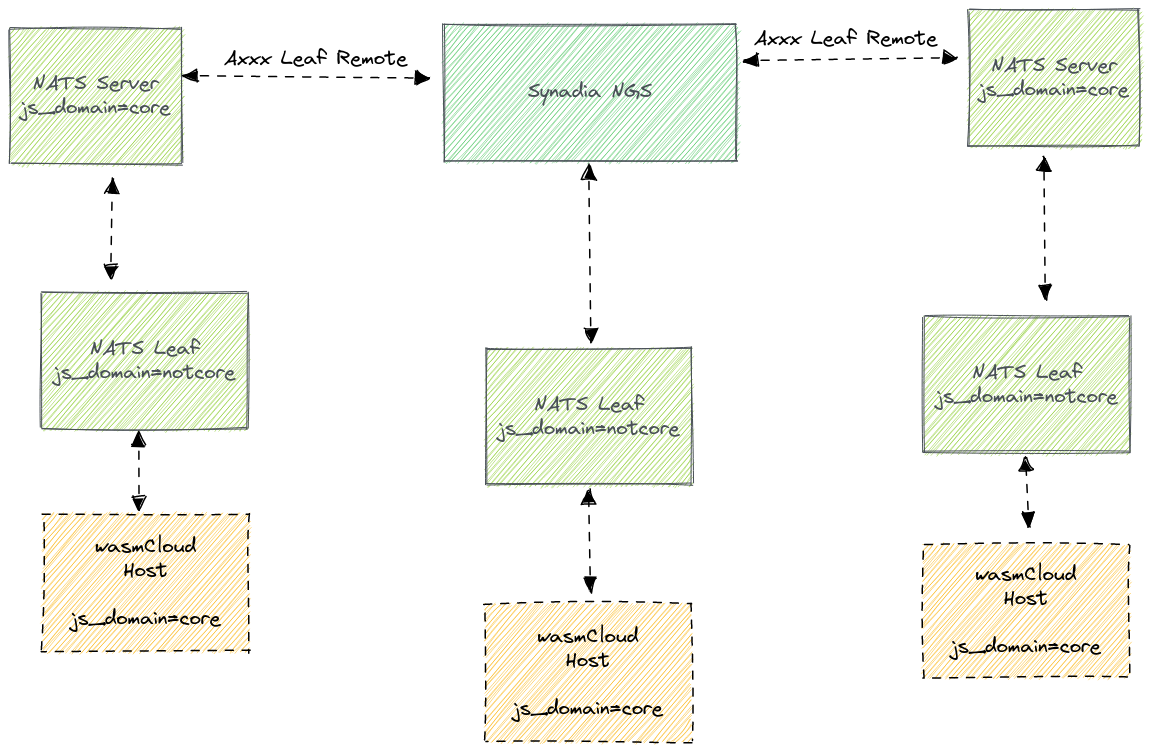 NATS Server
js_domain=core
Axxx Leaf Remote
Synadia NGS
Axxx Leaf Remote
NATS Server
js_domain=core
NATS Leaf
js_domain=notcore
NATS Leaf
js_domain=notcore
NATS Leaf
js_domain=notcore
wasmCloud
Host
js_domain=core
wasmCloud
Host
js_domain=core
wasmCloud
Host
js_domain=core